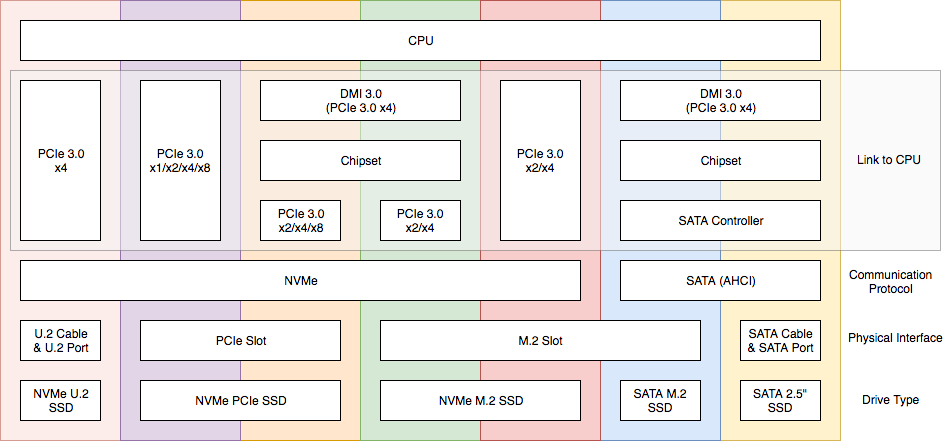 CPU
PCIe 3.0
x4
PCIe 3.0
x1/x2/x4/x8
DMI 3.0
(PCIe 3.0 x4)
Chipset
PCIe 3.0
x2/x4/x8
PCIe 3.0
x2/x4
PCIe 3.0
x2/x4
DMI 3.0
(PCIe 3.0 x4)
Chipset
SATA Controller
Link to CPU
NVMe
SATA (AHCI)
Communication
Protocol
U.2 Cable
& U.2 Port
PCIe Slot
M.2 Slot
SATA Cable
& SATA Port
Physical Interface
NVMe U.2
SSD
NVMe PCIe SSD
NVMe M.2 SSD
SATA M.2
SSD
SATA 2.5"
SSD
Drive Type